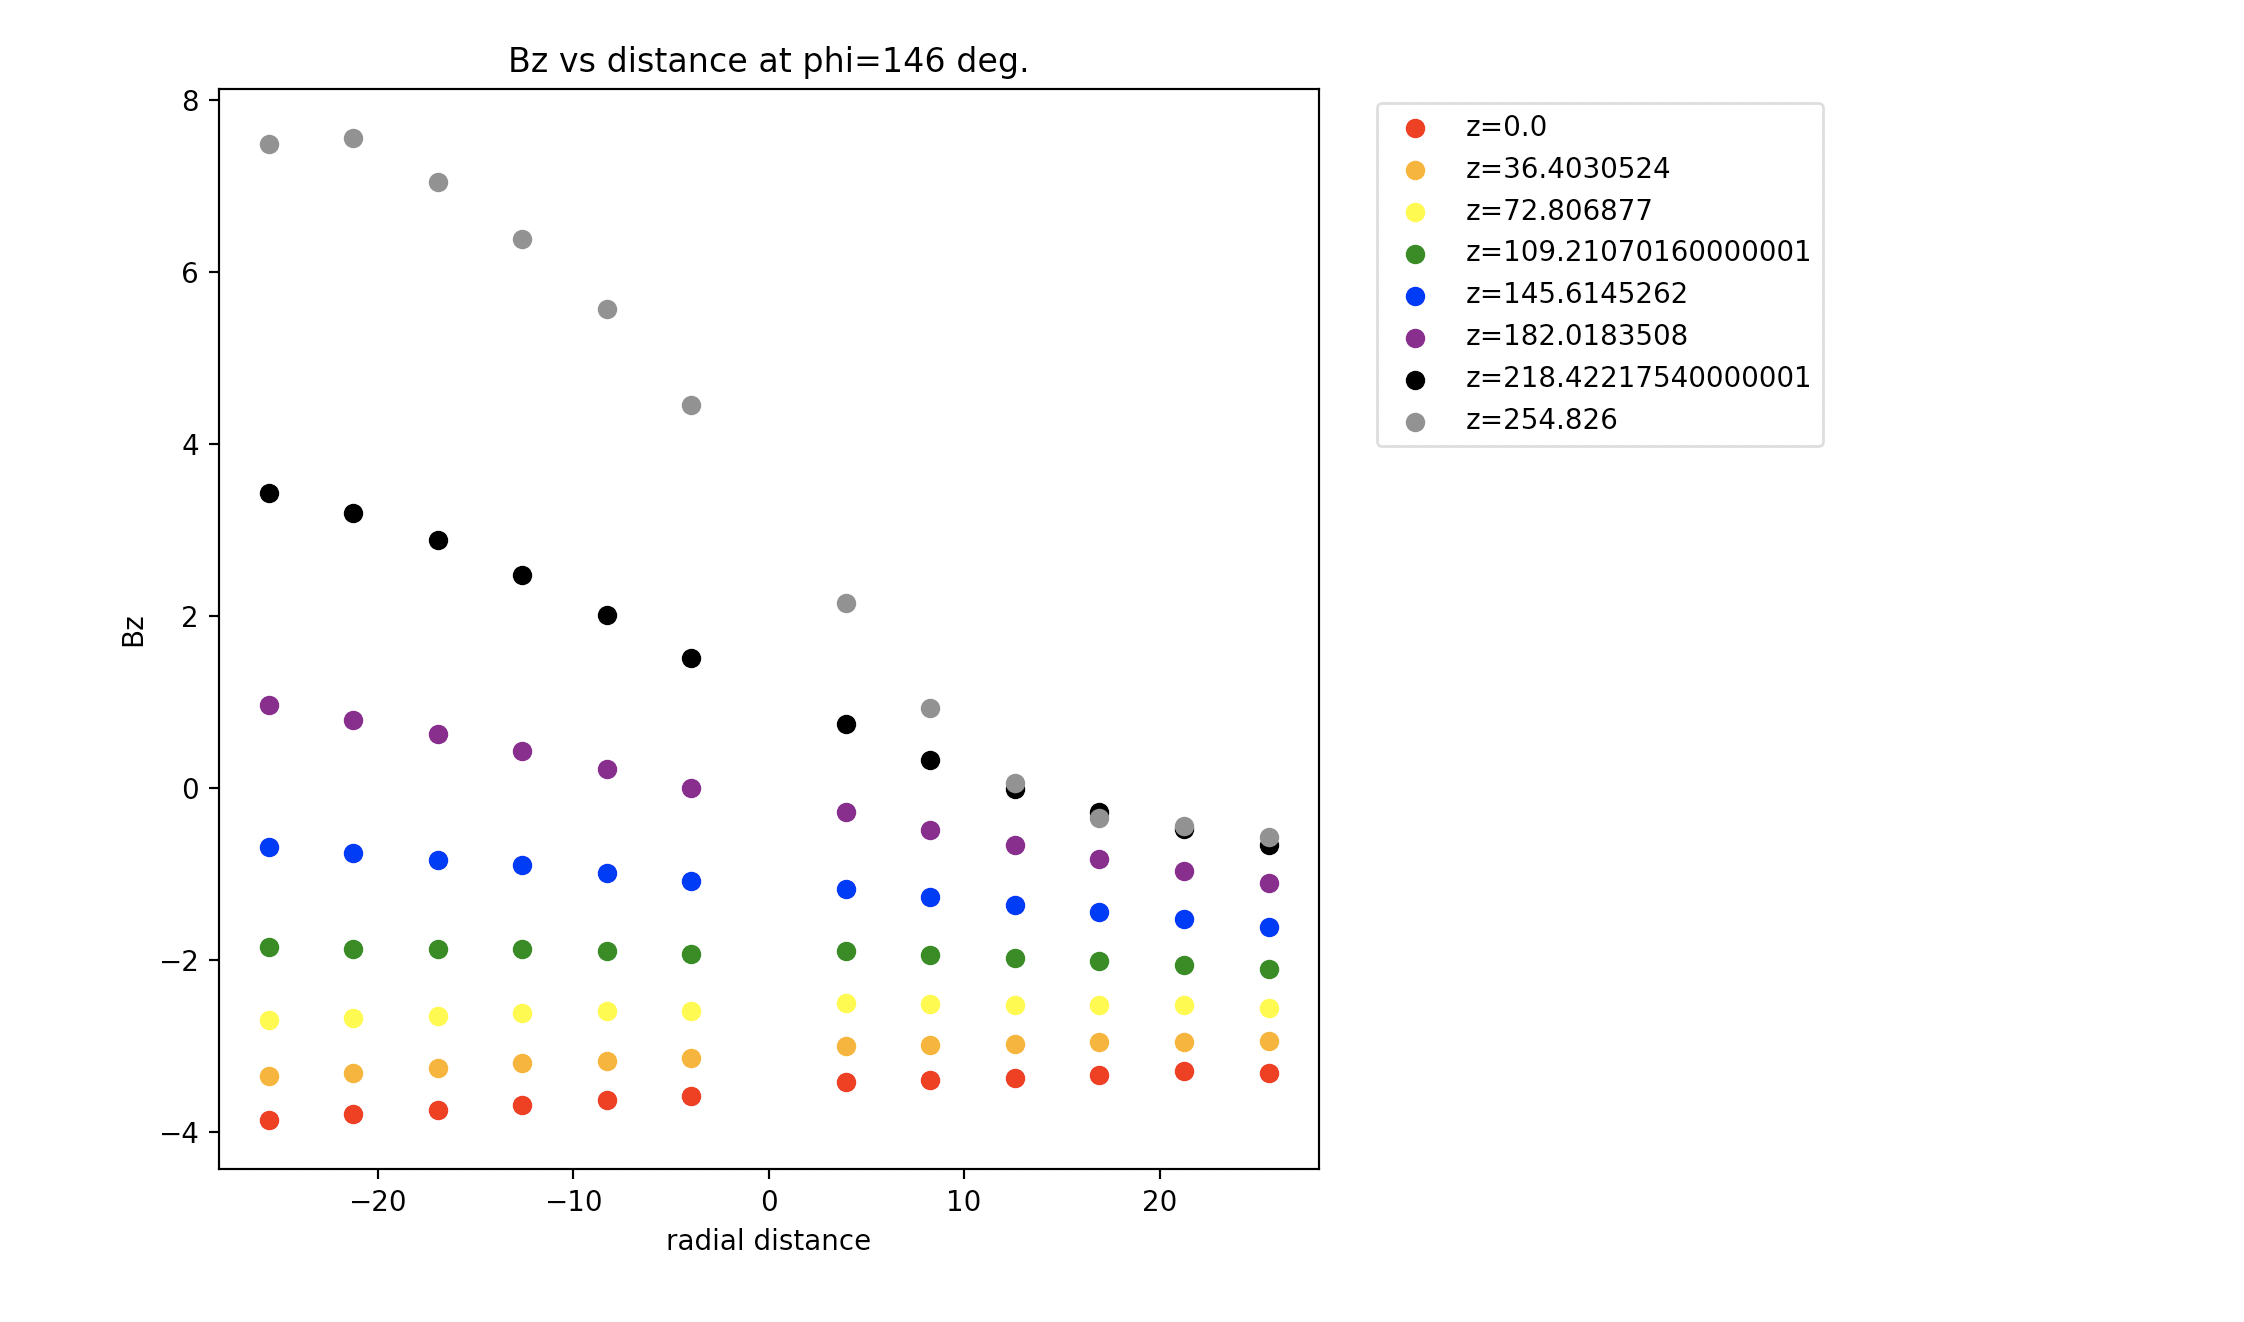 Bz vs distance at phi=146 deg.
8
6
4
2
0
−2
−4
Bz
−20
−10
0
10
20
radial distance
z=0.0
z=36.4030524
z=72.806877
z=109.21070160000001
z=145.6145262
z=182.0183508
z=218.42217540000001
z=254.826